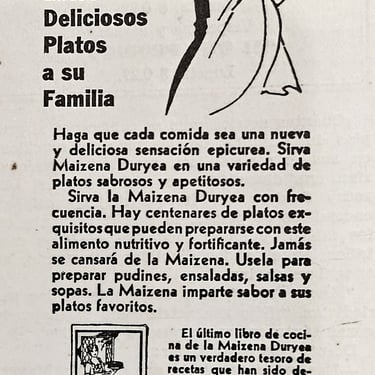 Deliciosos
Platos
a su
Familia
Haga que cada comida sea una nueva
y deliciosa sensación epicurea. Sirva
Maizena Duryea en una variedad de
platos sabrosos y apetitosos.
Sirva la Maizena Duryea con fre-
cuencia. Hay centenares de platos ex-
quisitos que pueden prepararse con este
alimento nutritivo y fortificante. Jamás
se cansará de la Maizena. Usela para
preparar pudines, ensaladas, salsas y
sopas. La Maizena imparte sabor a sus
platos favoritos.
El último libro de coci-
na de la Maizena Duryea
es un verdadero tesoro de
recetas que han sido de-